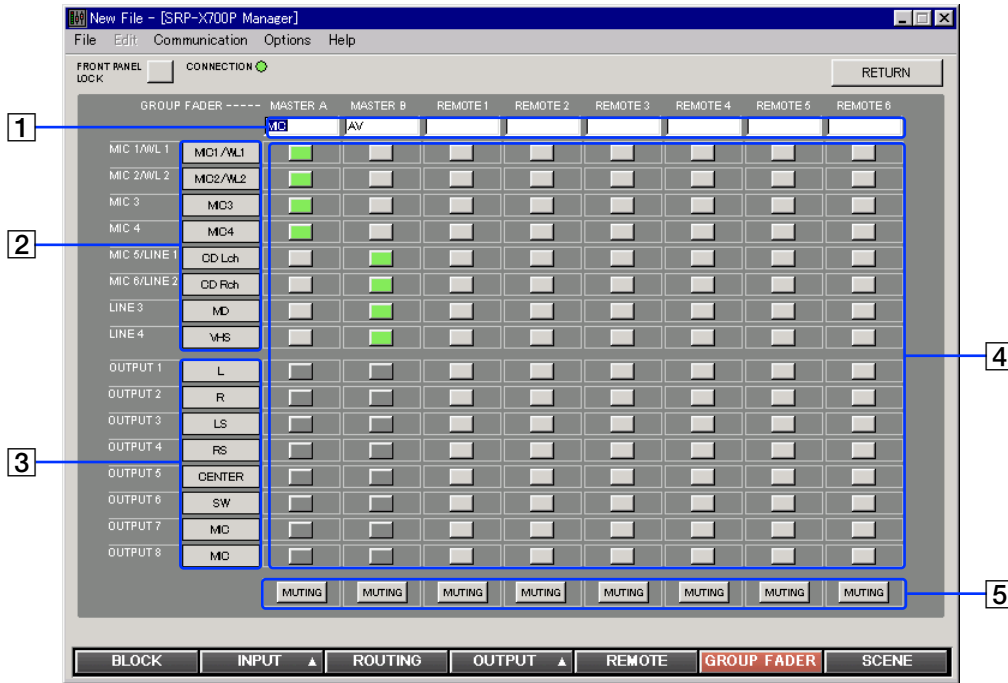 New File - [SRP-X700P Manager]
File Edit Communication Options Help
FRONT PANEL LOCK CONNECTION RETURN
GROUP FADER ----- MASTER A MASTER B REMOTE 1 REMOTE 2 REMOTE 3 REMOTE 4 REMOTE 5 REMOTE 6
1 MIC AV
MIC 1/WL 1 MIC1/WL1
MIC 2/WL 2 MIC2/WL2
MIC 3 MIC3
MIC 4 MIC4
2
MIC 5/LINE 1 CD Lch
MIC 6/LINE 2 CD Rch
LINE 3 MD
LINE 4 VHS
4
OUTPUT 1 L
OUTPUT 2 R
OUTPUT 3 LS
OUTPUT 4 RS
3
OUTPUT 5 CENTER
OUTPUT 6 SW
OUTPUT 7 MIC
OUTPUT 8 MIC
MUTING MUTING MUTING MUTING MUTING MUTING MUTING MUTING 5
BLOCK INPUT ▲ ROUTING OUTPUT ▲ REMOTE GROUP FADER SCENE